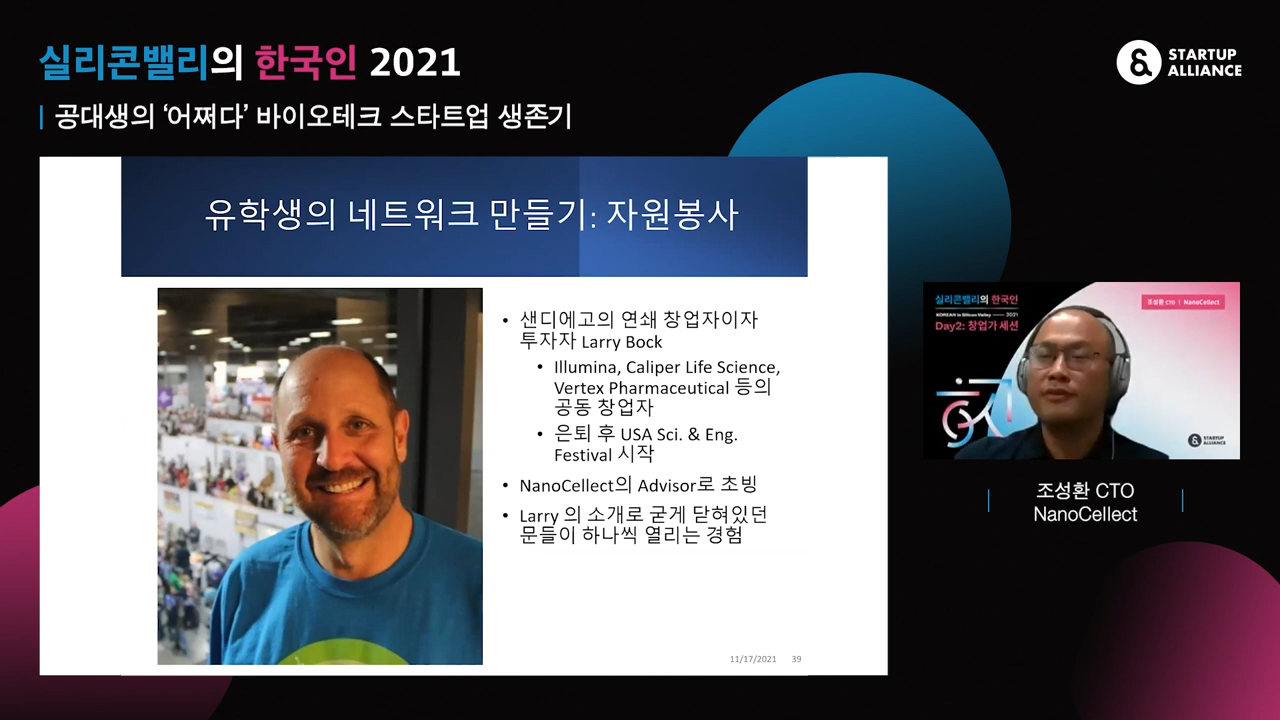 실리콘밸리의 한국인 2021
공대생의 ‘어쩌다’ 바이오테크 스타트업 생존기
STARTUP
ALLIANCE
유학생의 네트워크 만들기: 자원봉사
• 샌디에고의 연쇄 창업자이자
투자자 Larry Bock
• Illumina, Caliper Life Science,
Vertex Pharmaceutical 등의
공동 창업자
• 은퇴 후 USA Sci. & Eng.
Festival 시작
• NanoCellect의 Advisor로 초빙
• Larry 의 소개로 굳게 닫혀있던
문들이 하나씩 열리는 경험
11/17/2021 39
실리콘밸리의 한국인
KOREAN in Silicon Valley 2021
Day2: 창업가 세션
조성환 CTO | NanoCellect
STARTUP
ALLIANCE
조성환 CTO
NanoCellect